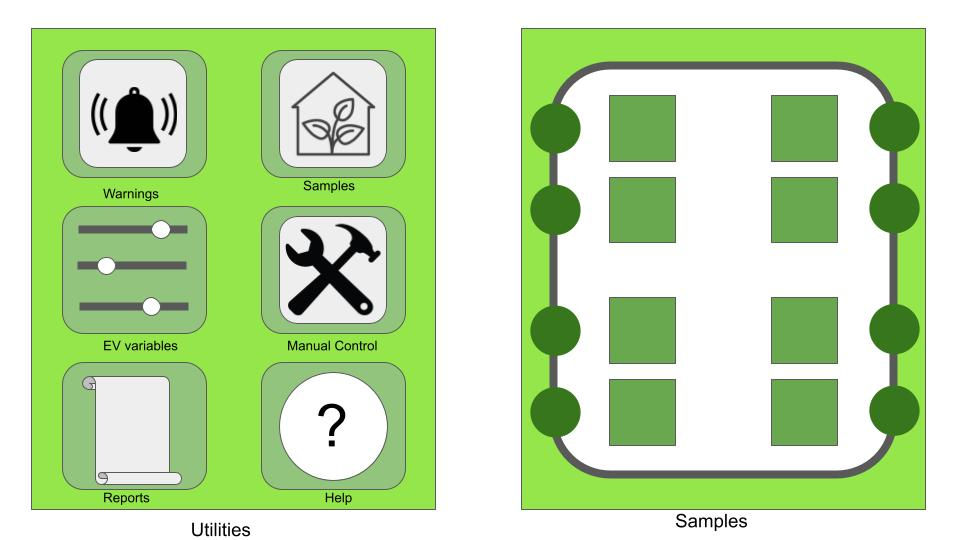 Warnings
Samples
EV variables
Manual Control
?
Reports
Help
Utilities
Samples